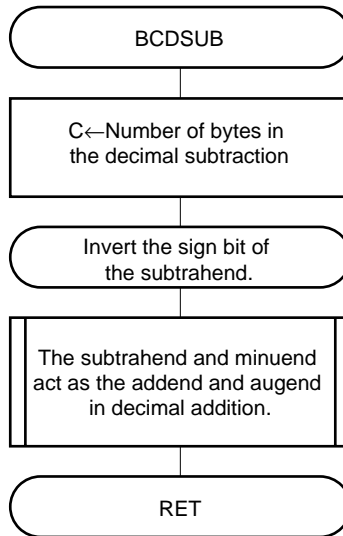 BCDSUB
C←Number of bytes in
the decimal subtraction
Invert the sign bit of
the subtrahend.
The subtrahend and minuend
act as the addend and augend
in decimal addition.
RET